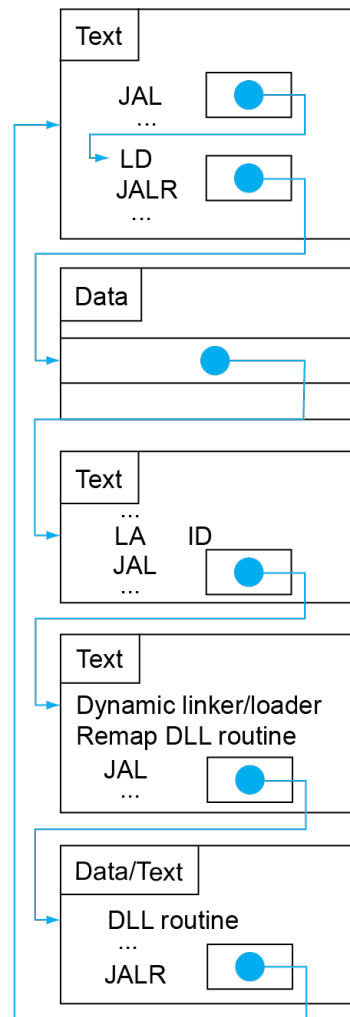 Text
JAL
...
LD
JALR
...
Data
Text
...
LA ID
JAL
...
Text
Dynamic linker/loader
Remap DLL routine
JAL
...
Data/Text
DLL routine
...
JALR